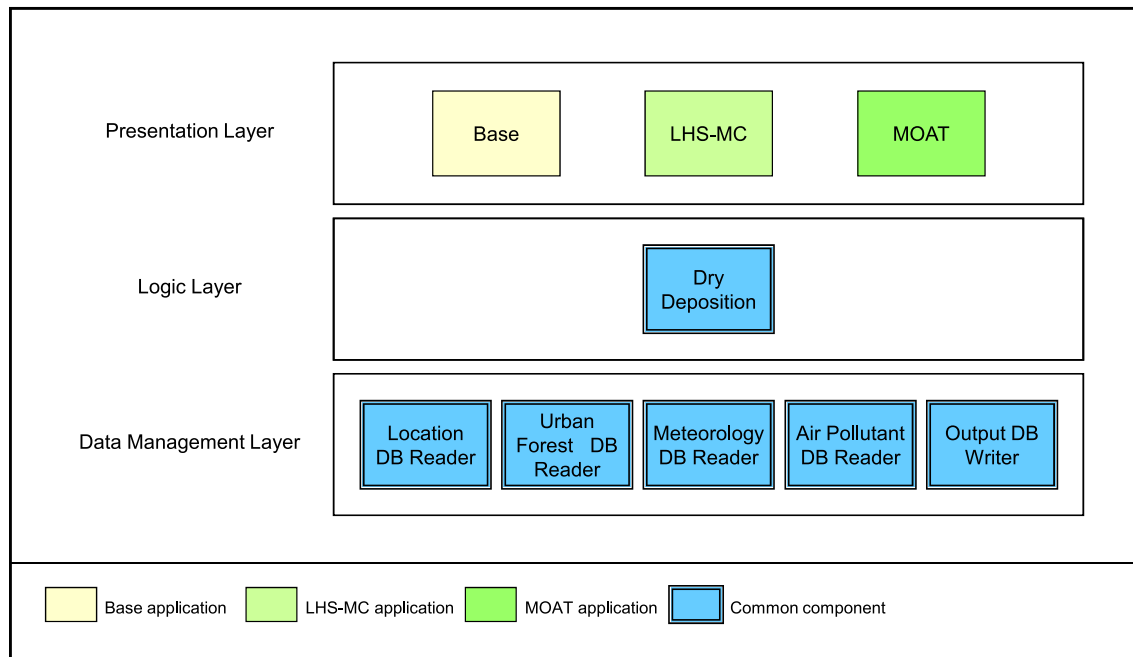 Presentation Layer
Base
LHS-MC
MOAT
Logic Layer
Dry
Deposition
Data Management Layer
Location
DB Reader
Urban
Forest DB
Reader
Meteorology
DB Reader
Air Pollutant
DB Reader
Output DB
Writer
Base application
LHS-MC application
MOAT application
Common component